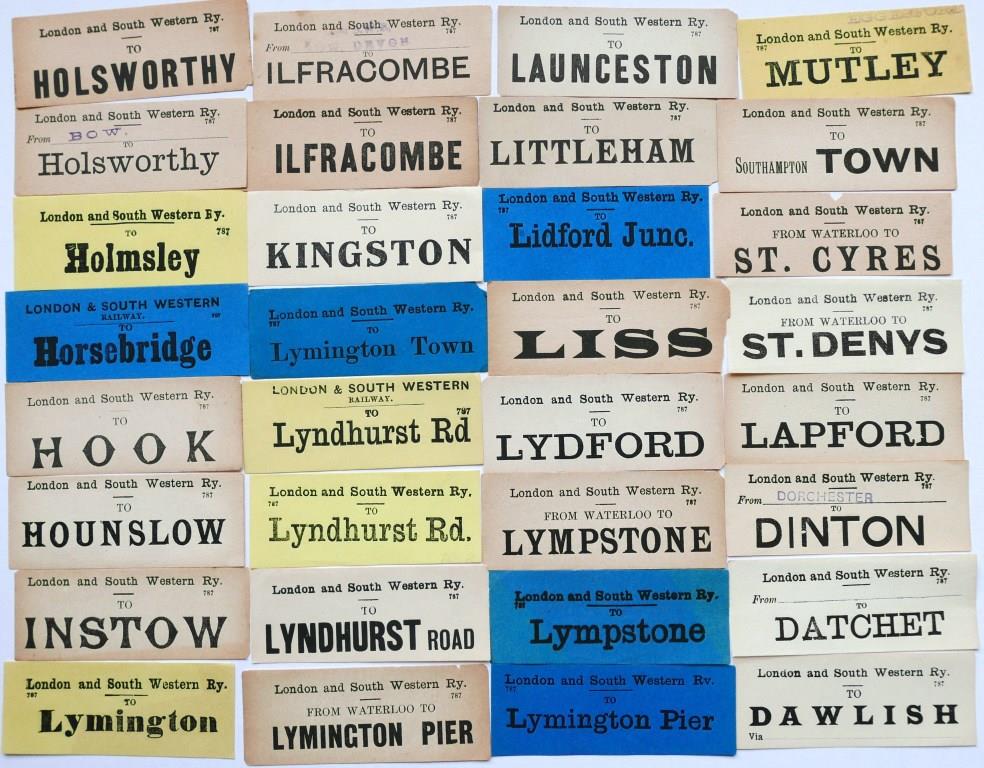 London and South Western Ry.
787
TO
HOLSWORTHY
London and South Western Ry.
787
From
TO
ILFRACOMBE
London and South Western Ry.
787
TO
LAUNCESTON
London and South Western Ry.
787
TO
MUTLEY
London and South Western Ry.
787
From BOW.
TO
Holsworthy
London and South Western Ry.
787
TO
ILFRACOMBE
London and South Western Ry.
787
TO
LITTLEHAM
London and South Western Ry.
787
TO
SOUTHAMPTON TOWN
London and South Western Ry.
TO 787
Holmsley
London and South Western Ry.
787
TO
KINGSTON
London and South Western Ry.
787
TO
Lidford Junc.
London and South Western Ry.
787
FROM WATERLOO TO
ST. CYRES
LONDON & SOUTH WESTERN
RAILWAY. 787
TO
Horsebridge
London and South Western Ry.
787
TO
Lymington Town
London and South Western Ry.
787
TO
LISS
London and South Western Ry.
787
FROM WATERLOO TO
ST. DENYS
London and South Western Ry.
787
TO
HOOK
LONDON & SOUTH WESTERN
RAILWAY.
TO 787
Lyndhurst Rd
London and South Western Ry.
787
TO
LYDFORD
London and South Western Ry.
787
TO
LAPFORD
London and South Western Ry.
787
TO
HOUNSLOW
London and South Western Ry.
787
TO
Lyndhurst Rd.
London and South Western Ry.
787
FROM WATERLOO TO
LYMPSTONE
London and South Western Ry.
787
From DORCHESTER
TO
DINTON
London and South Western Ry.
787
TO
INSTOW
London and South Western Ry.
787
TO
LYNDHURST ROAD
London and South Western Ry.
787
TO
Lympstone
London and South Western Ry.
787
From
TO
DATCHET
London and South Western Ry.
787
TO
Lymington
London and South Western Ry.
787
FROM WATERLOO TO
LYMINGTON PIER
London and South Western Ry.
787
TO
Lymington Pier
London and South Western Ry.
787
TO
DAWLISH
Via